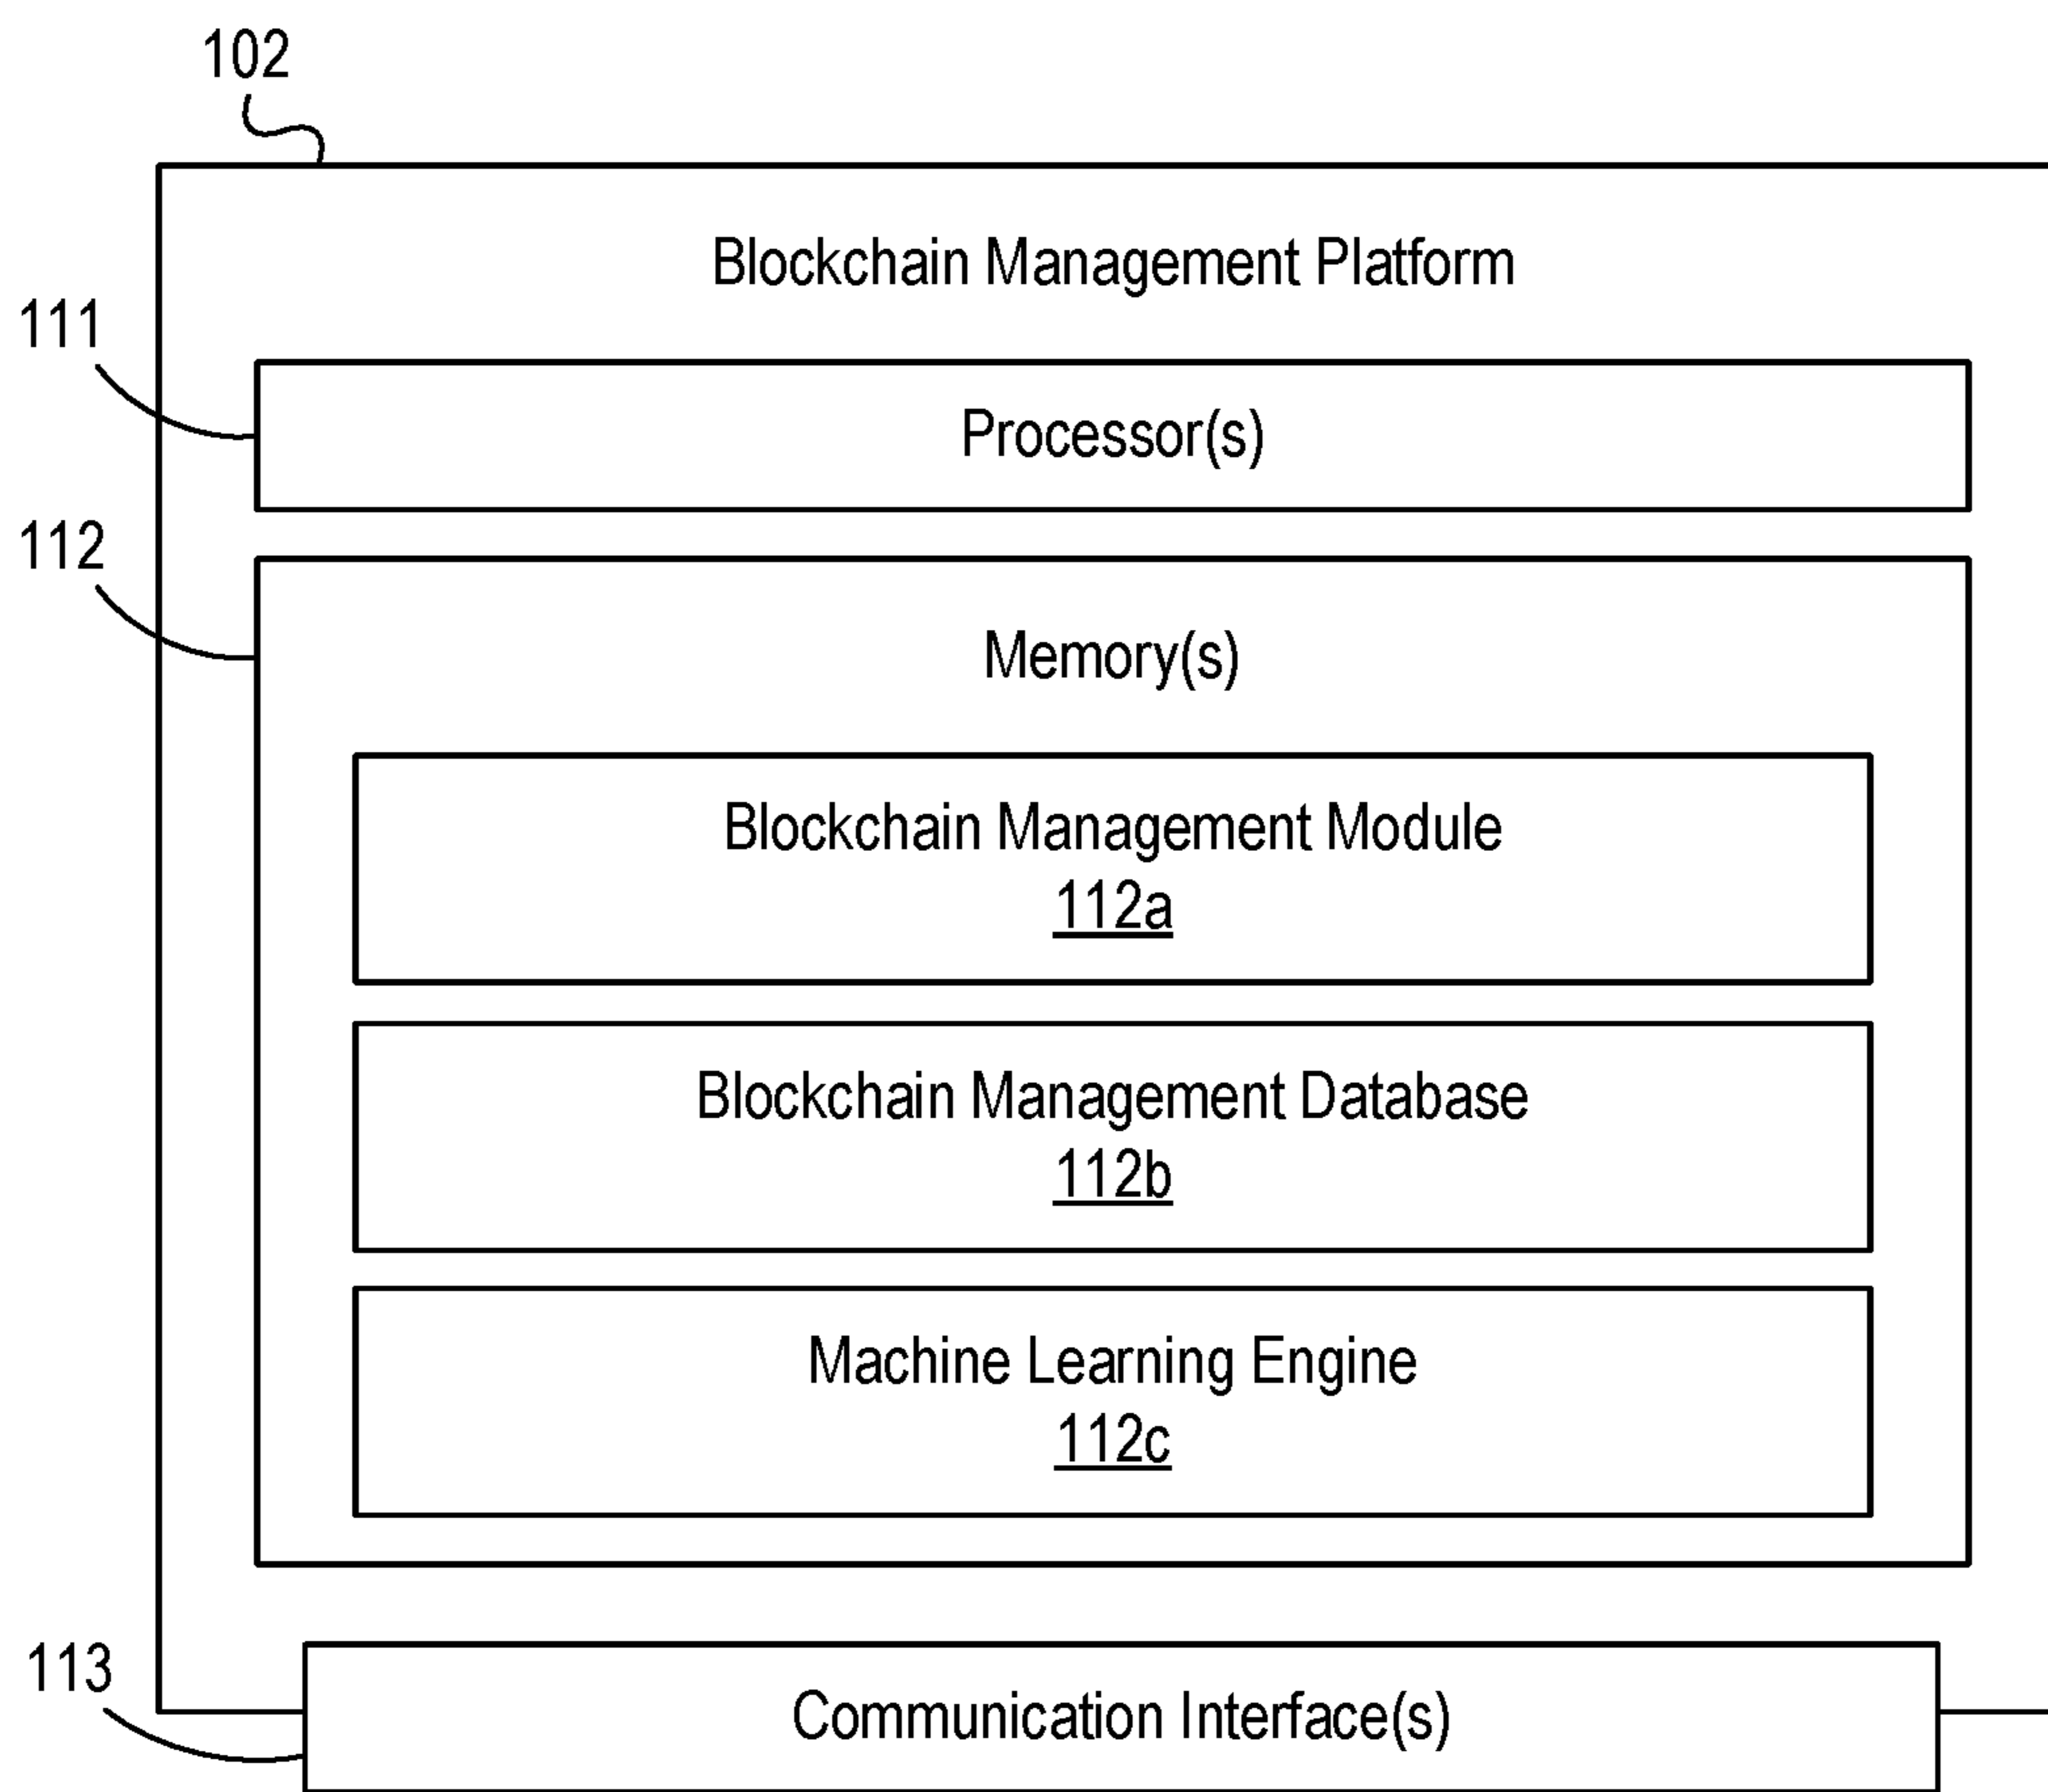 102
Blockchain Management Platform
111
Processor(s)
112
Memory(s)
Blockchain Management Module
112a
Blockchain Management Database
112b
Machine Learning Engine
112c
113
Communication Interface(s)